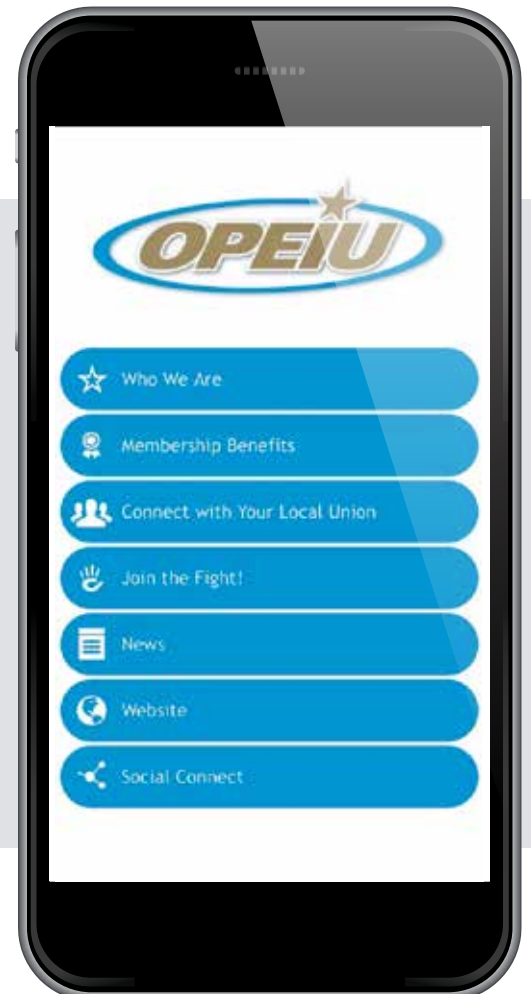 OPEIU
Who We Are
Membership Benefits
Connect with Your Local Union
Join the Fight!
News
Website
Social Connect